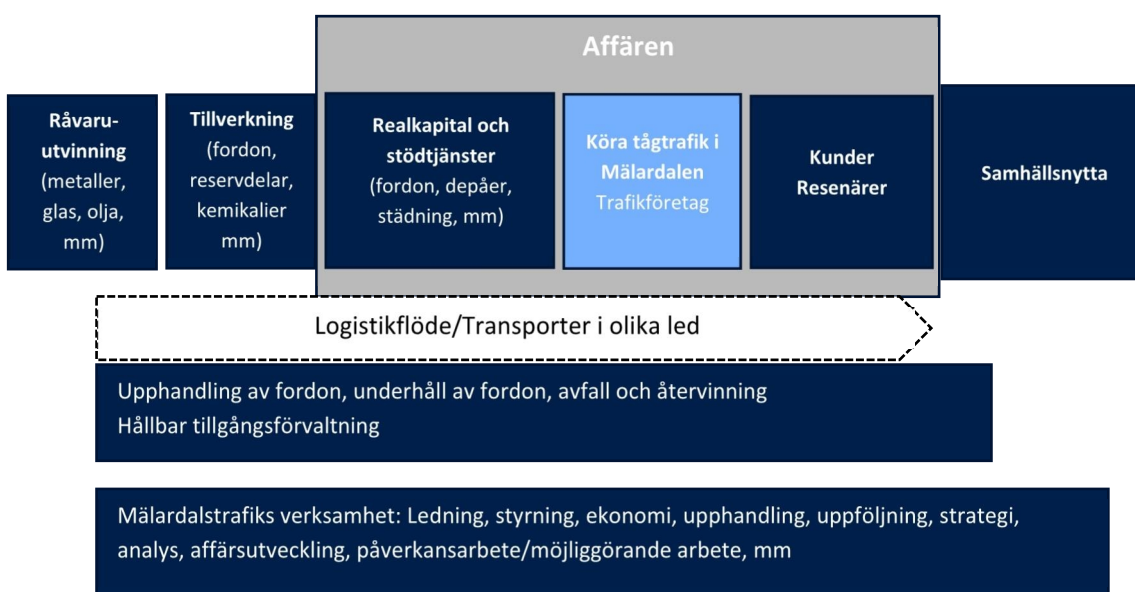 Affären
Råvaru-
utvinning
(metaller,
glas, olja,
mm)
Tillverkning
(fordon,
reservdelar,
kemikalier
mm)
Realkapital och
stödtjänster
(fordon, depåer,
städning, mm)
Köra tågtrafik i
Mälardalen
Trafikföretag
Kunder
Resenärer
Samhällsnytta
Logistikflöde/Transporter i olika led
Upphandling av fordon, underhåll av fordon, avfall och återvinning
Hållbar tillgångsförvaltning
Mälardalstrafiks verksamhet: Ledning, styrning, ekonomi, upphandling, uppföljning, strategi,
analys, affärsutveckling, påverkansarbete/möjliggörande arbete, mm